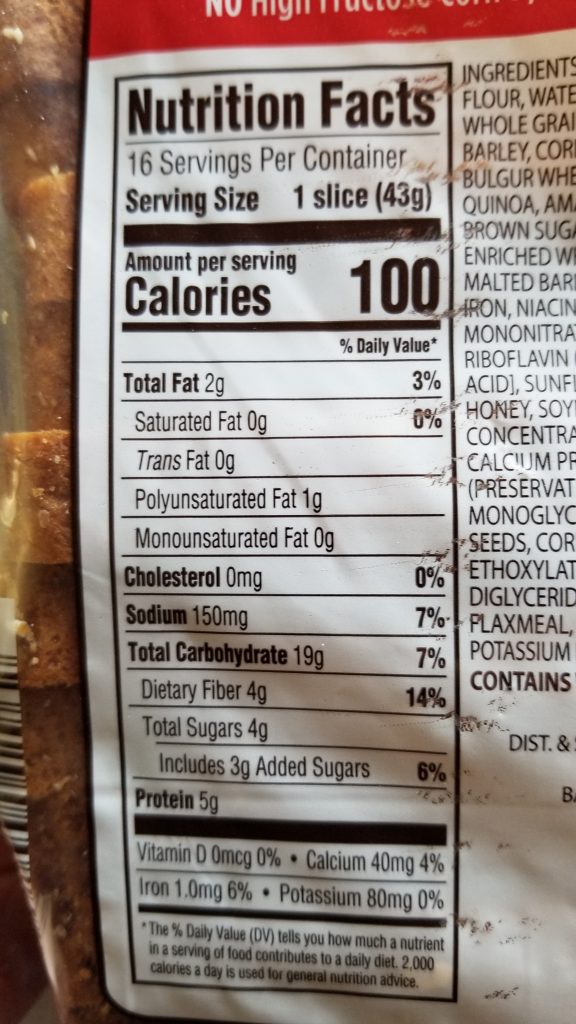 NO High Fructose Corn
Nutrition Facts
16 Servings Per Container
Serving Size 1 slice (43g)
Amount per serving
Calories 100
% Daily Value*
Total Fat 2g 3%
Saturated Fat 0g 0%
Trans Fat 0g
Polyunsaturated Fat 1g
Monounsaturated Fat 0g
Cholesterol 0mg 0%
Sodium 150mg 7%
Total Carbohydrate 19g 7%
Dietary Fiber 4g 14%
Total Sugars 4g
Includes 3g Added Sugars 6%
Protein 5g
Vitamin D 0mcg 0% • Calcium 40mg 4%
Iron 1.0mg 6% • Potassium 80mg 0%
*The % Daily Value (DV) tells you how much a nutrient
in a serving of food contributes to a daily diet. 2,000
calories a day is used for general nutrition advice.
INGREDIENTS
FLOUR, WATE
WHOLE GRAI
BARLEY, COR
BULGUR WHE
QUINOA, AMA
BROWN SUGA
ENRICHED W
MALTED BAR
IRON, NIACIN
MONONITRA
RIBOFLAVIN
ACID], SUNF
HONEY, SOY
CONCENTRA
CALCIUM PR
(PRESERVAT
MONOGLYC
SEEDS, COR
ETHOXYLAT
DIGLYCERID
FLAXMEAL,
POTASSIUM
CONTAINS
DIST. &
BA